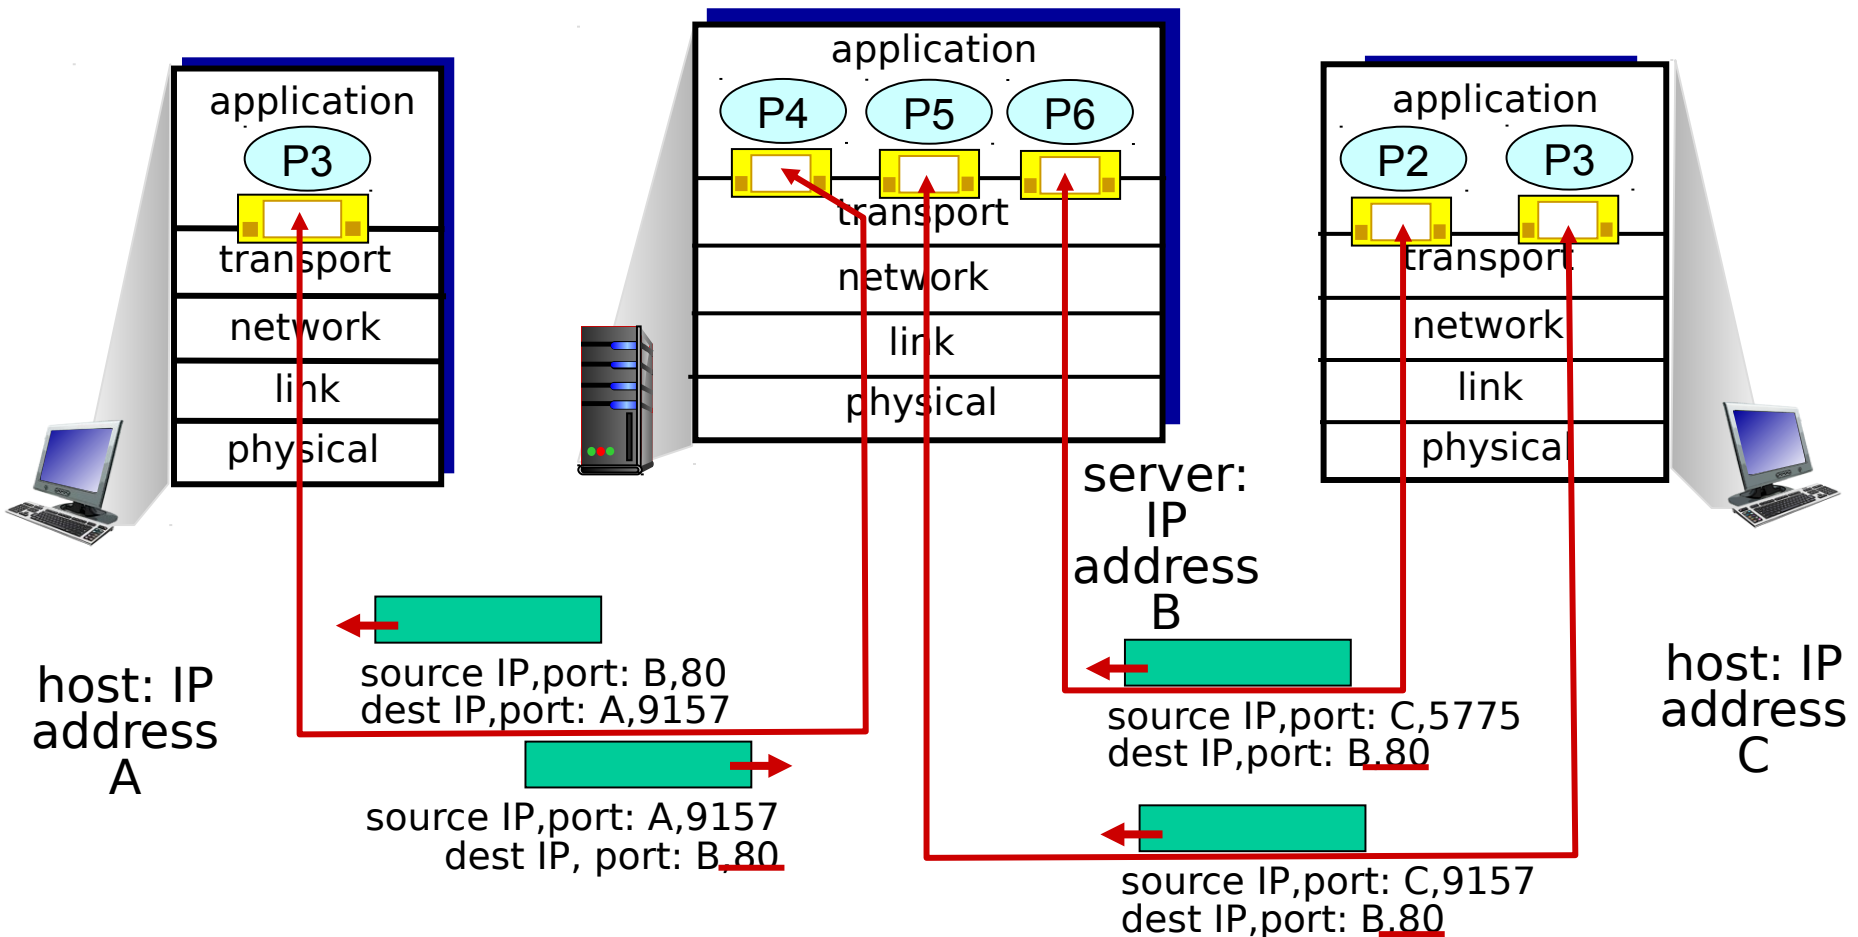 application
P3
transport
network
link
physical
host: IP
address
A
application
P4
P5
P6
transport
network
link
physical
server:
IP
address
B
application
P2
P3
transport
network
link
physical
host: IP
address
C
source IP,port: B,80
dest IP,port: A,9157
source IP,port: A,9157
dest IP, port: B,80
source IP,port: C,5775
dest IP,port: B,80
source IP,port: C,9157
dest IP,port: B,80